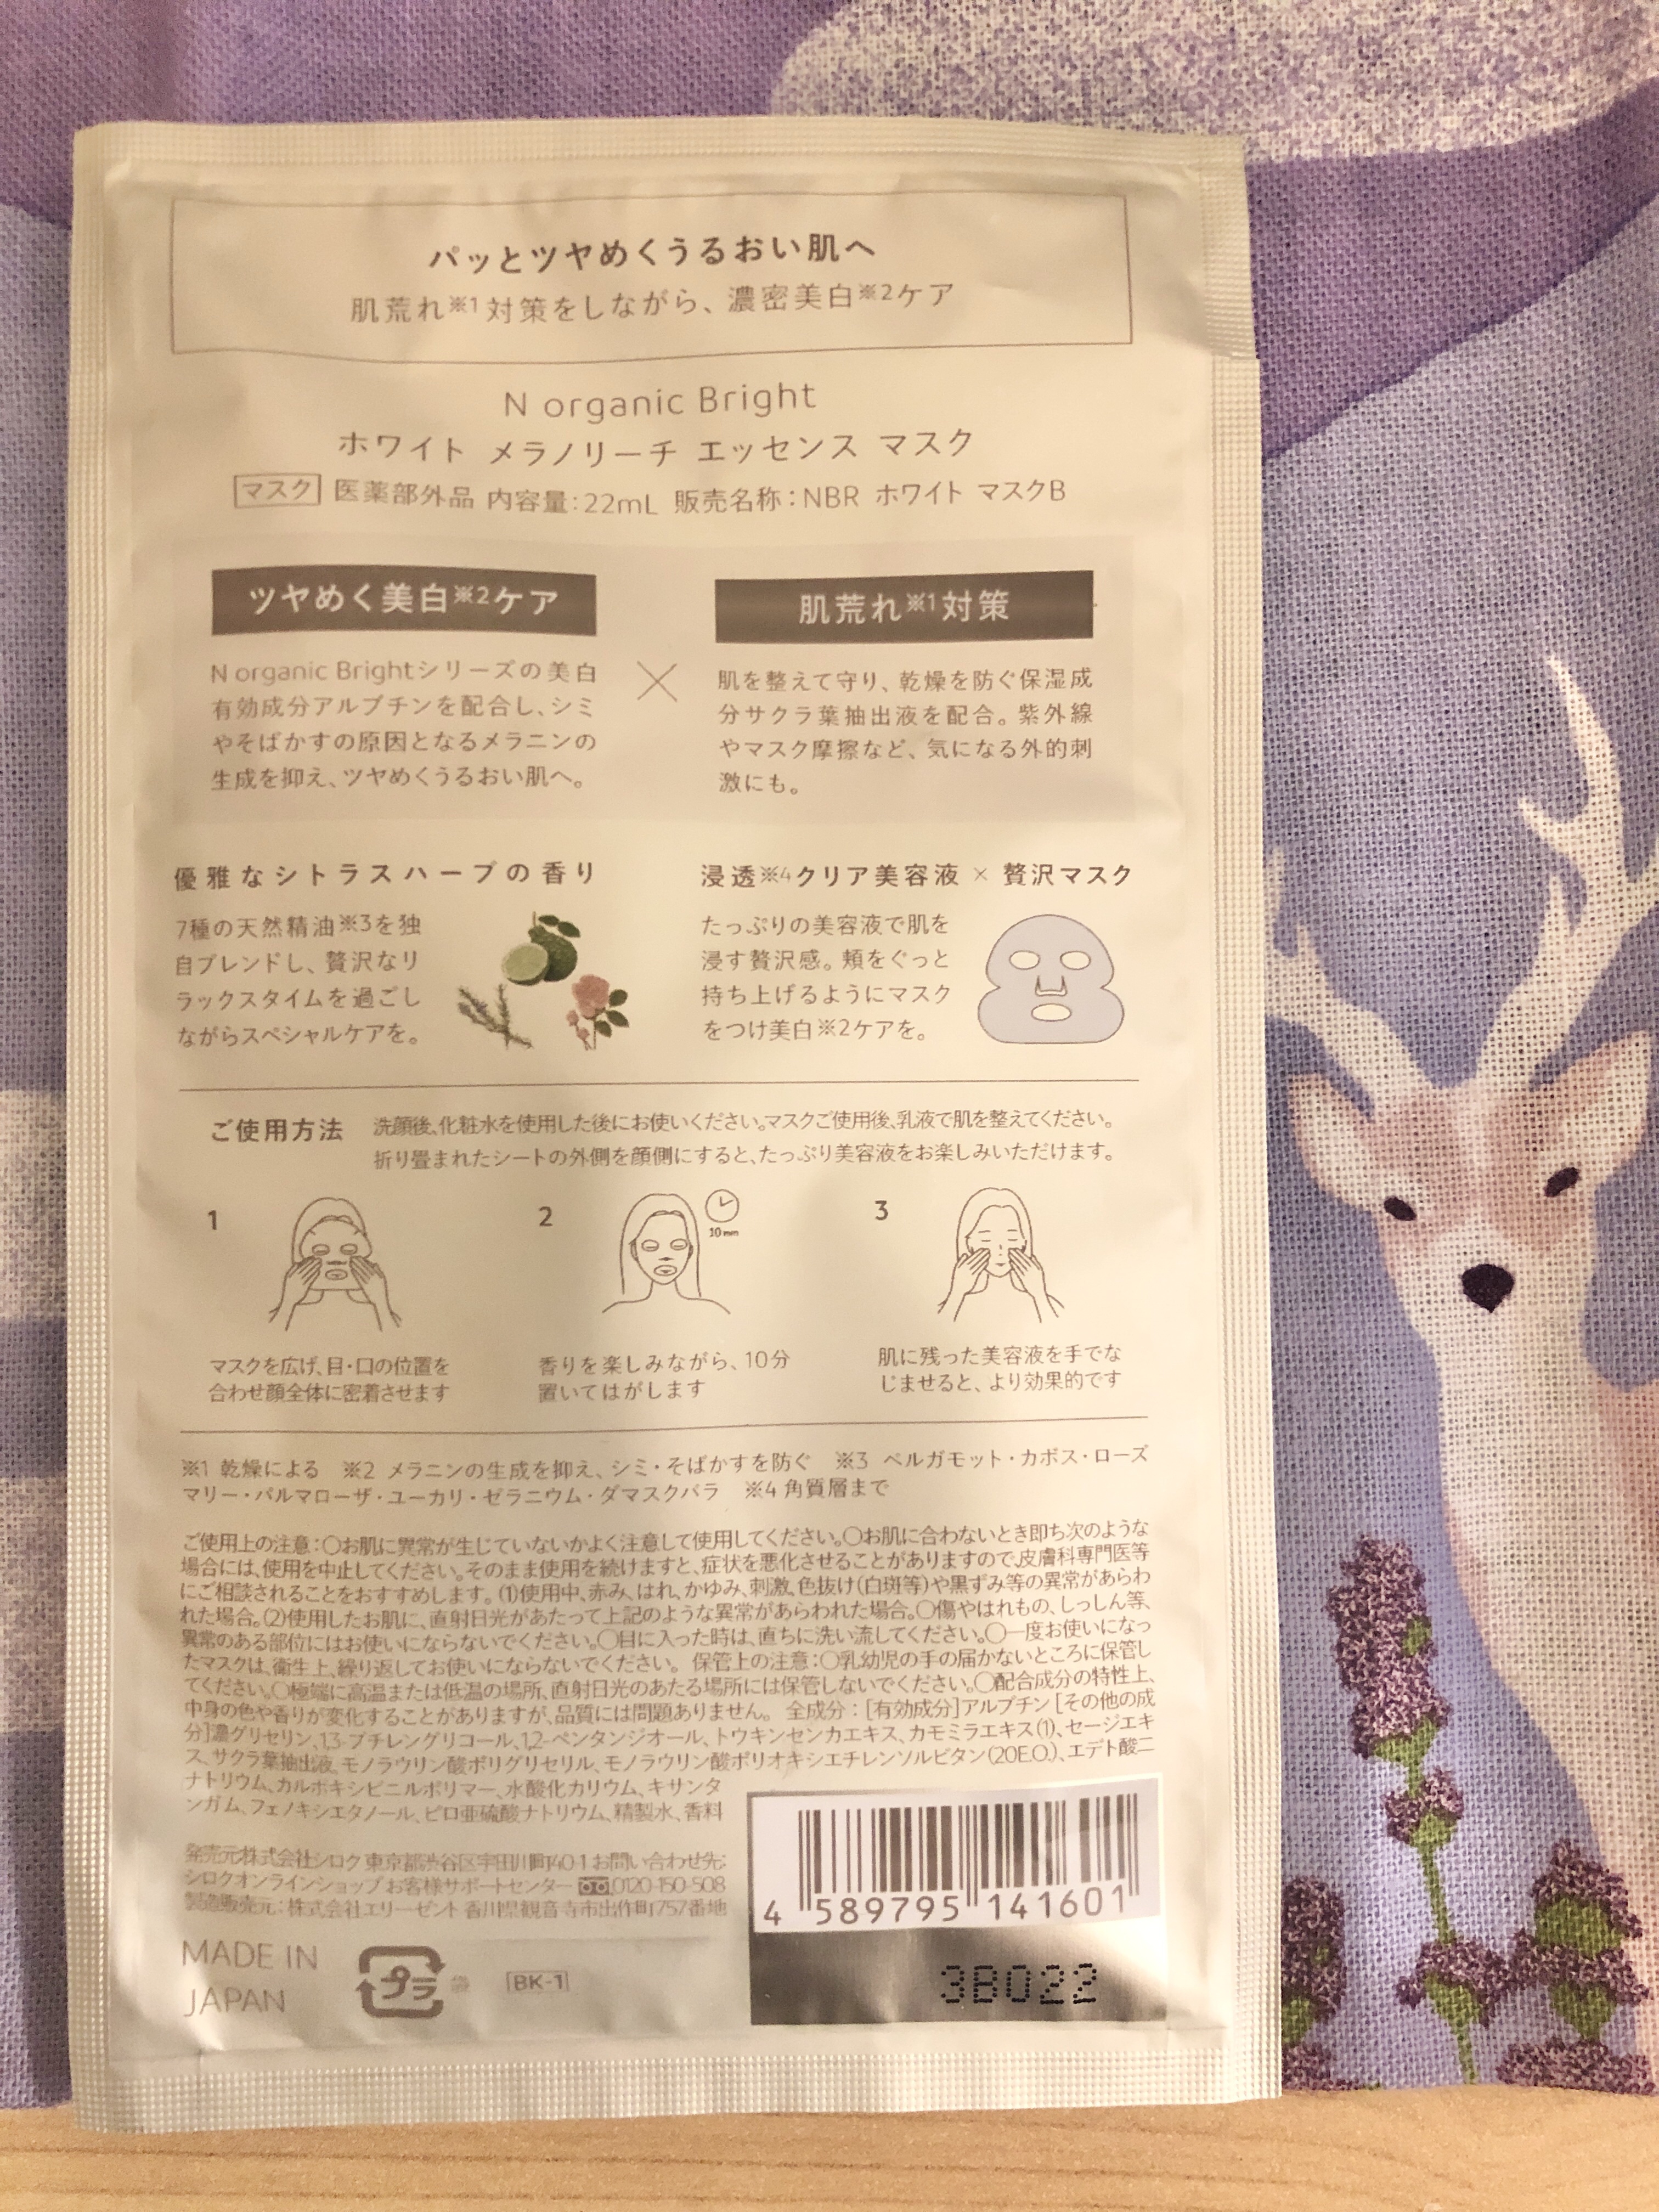 パッとツヤめくうるおい肌へ
肌荒れ※1対策をしながら、濃密美白※2ケア
N organic Bright
ホワイト メラノリーチ エッセンス マスク
マスク 医薬部外品 内容量:22mL 販売名称:NBR ホワイト マスクB
ツヤめく美白※2ケア
N organic Brightシリーズの美白
有効成分アルブチンを配合し、シミ
やそばかすの原因となるメラニンの
生成を抑え、ツヤめくうるおい肌へ。
×
肌荒れ※1対策
肌を整えて守り、乾燥を防ぐ保湿成
分サクラ葉抽出液を配合。紫外線
やマスク摩擦など、気になる外的刺
激にも。
優雅なシトラスハーブの香り
7種の天然精油※3を独
自ブレンドし、贅沢なリ
ラックスタイムを過ごし
ながらスペシャルケアを。
浸透※4クリア美容液 × 贅沢マスク
たっぷりの美容液で肌を
浸す贅沢感。頬をぐっと
持ち上げるようにマスク
をつけ美白※2ケアを。
ご使用方法
洗顔後、化粧水を使用した後にお使いください。マスクご使用後、乳液で肌を整えてください。
折り畳まれたシートの外側を顔側にすると、たっぷり美容液をお楽しみいただけます。
1
マスクを広げ、目・口の位置を
合わせ顔全体に密着させます
2
10min
香りを楽しみながら、10分
置いてはがします
3
肌に残った美容液を手でな
じませると、より効果的です
※1 乾燥による ※2 メラニンの生成を抑え、シミ・そばかすを防ぐ ※3 ベルガモット・カボス・ローズ
マリー・パルマローザ・ユーカリ・ゼラニウム・ダマスクバラ ※4 角質層まで
ご使用上の注意:○お肌に異常が生じていないかよく注意して使用してください。○お肌に合わないとき即ち次のような
場合には、使用を中止してください。そのまま使用を続けますと、症状を悪化させることがありますので、皮膚科専門医等
にご相談されることをおすすめします。(1)使用中、赤み、はれ、かゆみ、刺激、色抜け(白斑等)や黒ずみ等の異常があらわ
れた場合。(2)使用したお肌に、直射日光があたって上記のような異常があらわれた場合。○傷やはれもの、しっしん等、
異常のある部位にはお使いにならないでください。○目に入った時は、直ちに洗い流してください。○一度お使いになっ
たマスクは、衛生上、繰り返してお使いにならないでください。 保管上の注意:○乳幼児の手の届かないところに保管し
てください。○極端に高温または低温の場所、直射日光のあたる場所には保管しないでください。○配合成分の特性上、
中身の色や香りが変化することがありますが、品質には問題ありません。 全成分:[有効成分]アルブチン [その他の成
分]濃グリセリン、1,3-ブチレングリコール、1,2-ペンタンジオール、トウキンセンカエキス、カモミラエキス(1)、セージエキ
ス、サクラ葉抽出液、モノラウリン酸ポリグリセリル、モノラウリン酸ポリオキシエチレンソルビタン(20E.O.)、エデト酸二
ナトリウム、カルボキシビニルポリマー、水酸化カリウム、キサンタ
ンガム、フェノキシエタノール、ピロ亜硫酸ナトリウム、精製水、香料
発売元:株式会社シロク 東京都渋谷区宇田川町40-1 お問い合わせ先:
シロクオンラインショップ お客様サポートセンター 0120-150-508
製造販売元:株式会社エリーゼント 香川県観音寺市出作町757番地
MADE IN
JAPAN
プラ
袋
[BK-1]
4 589795 141601
3B022